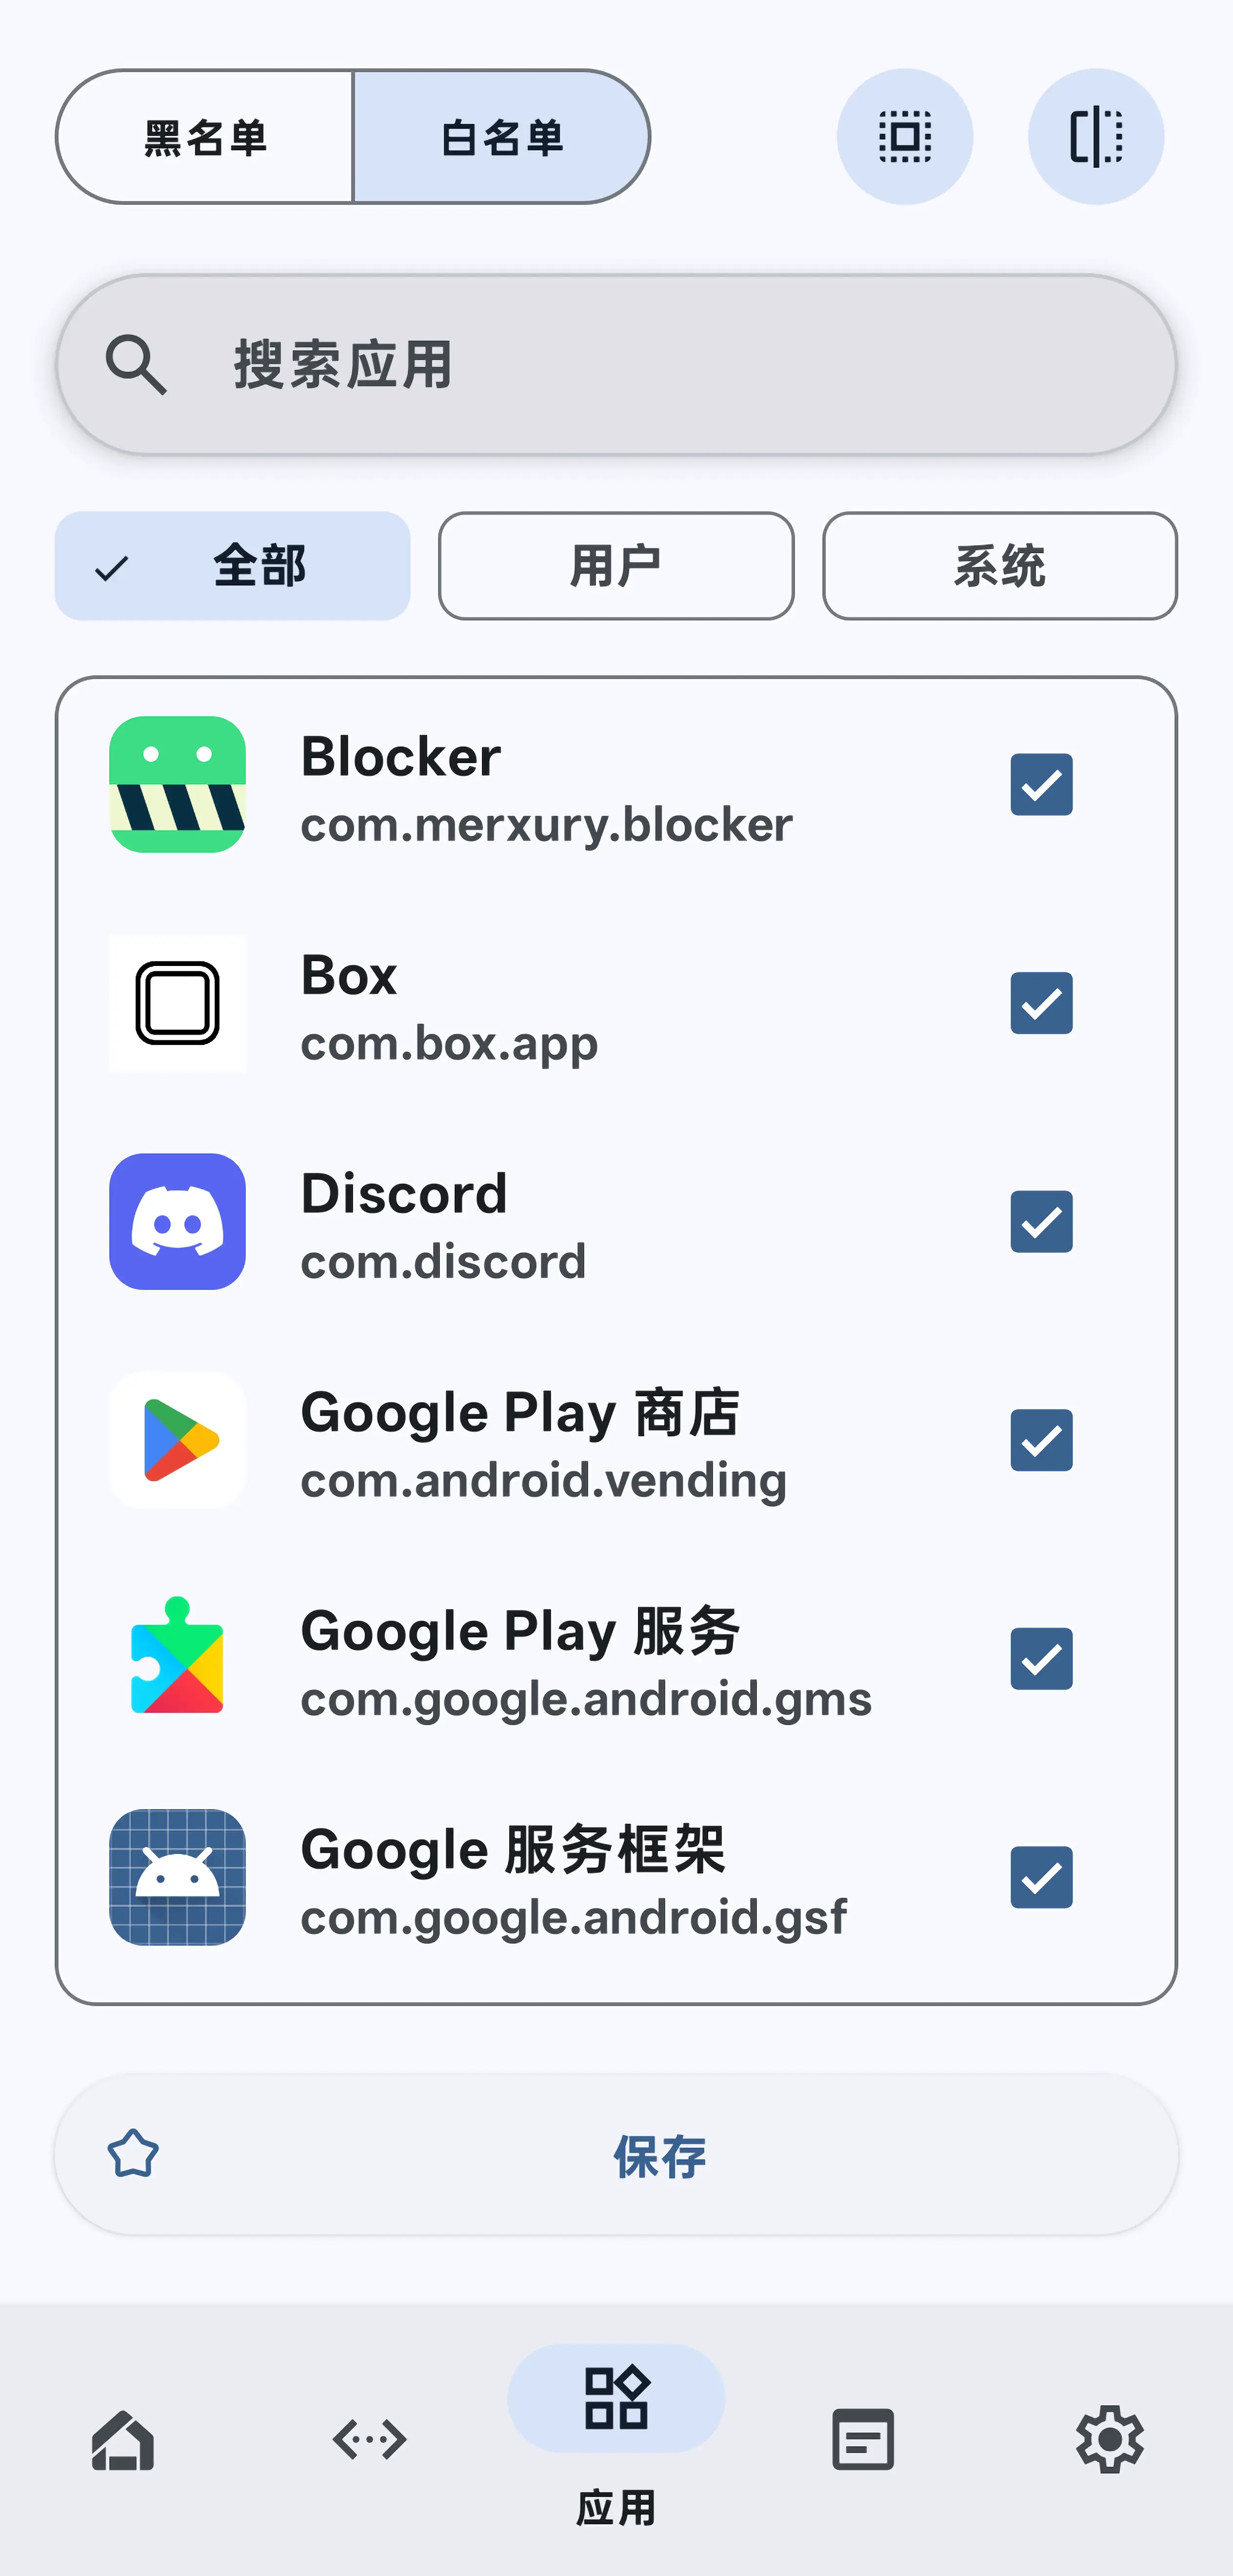 黑名单 白名单
搜索应用
全部 用户 系统
Blocker
com.merxury.blocker
Box
com.box.app
Discord
com.discord
Google Play 商店
com.android.vending
Google Play 服务
com.google.android.gms
Google 服务框架
com.google.android.gsf
保存
应用